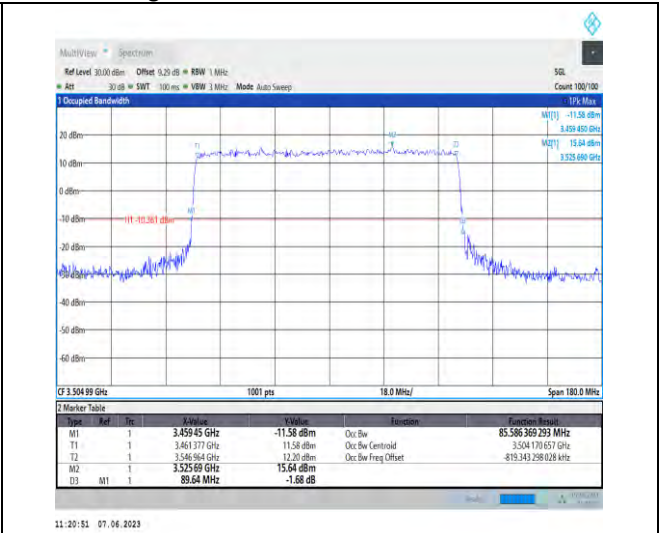 MultiView Spectrum
Ref Level 30.00 dBm Offset 9.29 dB RBW 1 MHz SGL
Att 30 dB SWT 100 ms VBW 3 MHz Mode Auto Sweep Count 100/100
1 Occupied Bandwidth 1Pk Max
M1[1] -11.58 dBm
3.459 450 GHz
M2[1] 15.64 dBm
3.525 690 GHz
20 dBm
M2
T1
10 dBm
0 dBm
M1
-10 dBm
H1 -10.361 dBm
-20 dBm
-40 dBm
-50 dBm
-60 dBm
CF 3.504 99 GHz 1001 pts 18.0 MHz/ Span 180.0 MHz
2 Marker Table
Type Ref Trc X-Value Y-Value Function Function Result
M1 1 3.459 45 GHz -11.58 dBm Occ Bw 85.586 369 293 MHz
T1 1 3.461 377 GHz 11.58 dBm Occ Bw Centroid 3.504 170 657 GHz
T2 1 3.546 964 GHz 12.20 dBm Occ Bw Freq Offset -819.343 298 028 kHz
M2 1 3.525 69 GHz 15.64 dBm
D3 M1 1 89.64 MHz -1.68 dB
11:20:51 07.06.2023